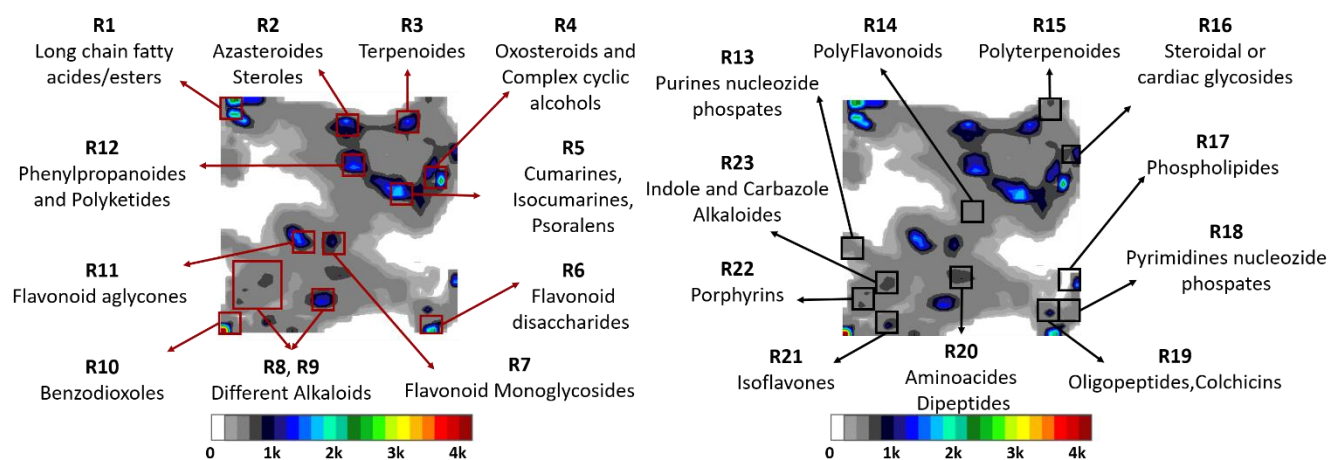 R1
Long chain fatty
acides/esters
R2
Azasteroides
Steroles
R3
Terpenoides
R4
Oxosteroids and
Complex cyclic
alcohols
R12
Phenylpropanoides
and Polyketides
R5
Cumarines,
Isocumarines,
Psoralens
R11
Flavonoid aglycones
R6
Flavonoid
disaccharides
R10
Benzodioxoles
R8, R9
Different Alkaloids
R7
Flavonoid Monoglycosides
0 1k 2k 3k 4k
R13
Purines nucleozide
phospates
R14
PolyFlavonoids
R15
Polyterpenoides
R16
Steroidal or
cardiac glycosides
R23
Indole and Carbazole
Alkaloides
R17
Phospholipides
R22
Porphyrins
R18
Pyrimidines nucleozide
phospates
R21
Isoflavones
R20
Aminoacides
Dipeptides
R19
Oligopeptides,Colchicins
0 1k 2k 3k 4k